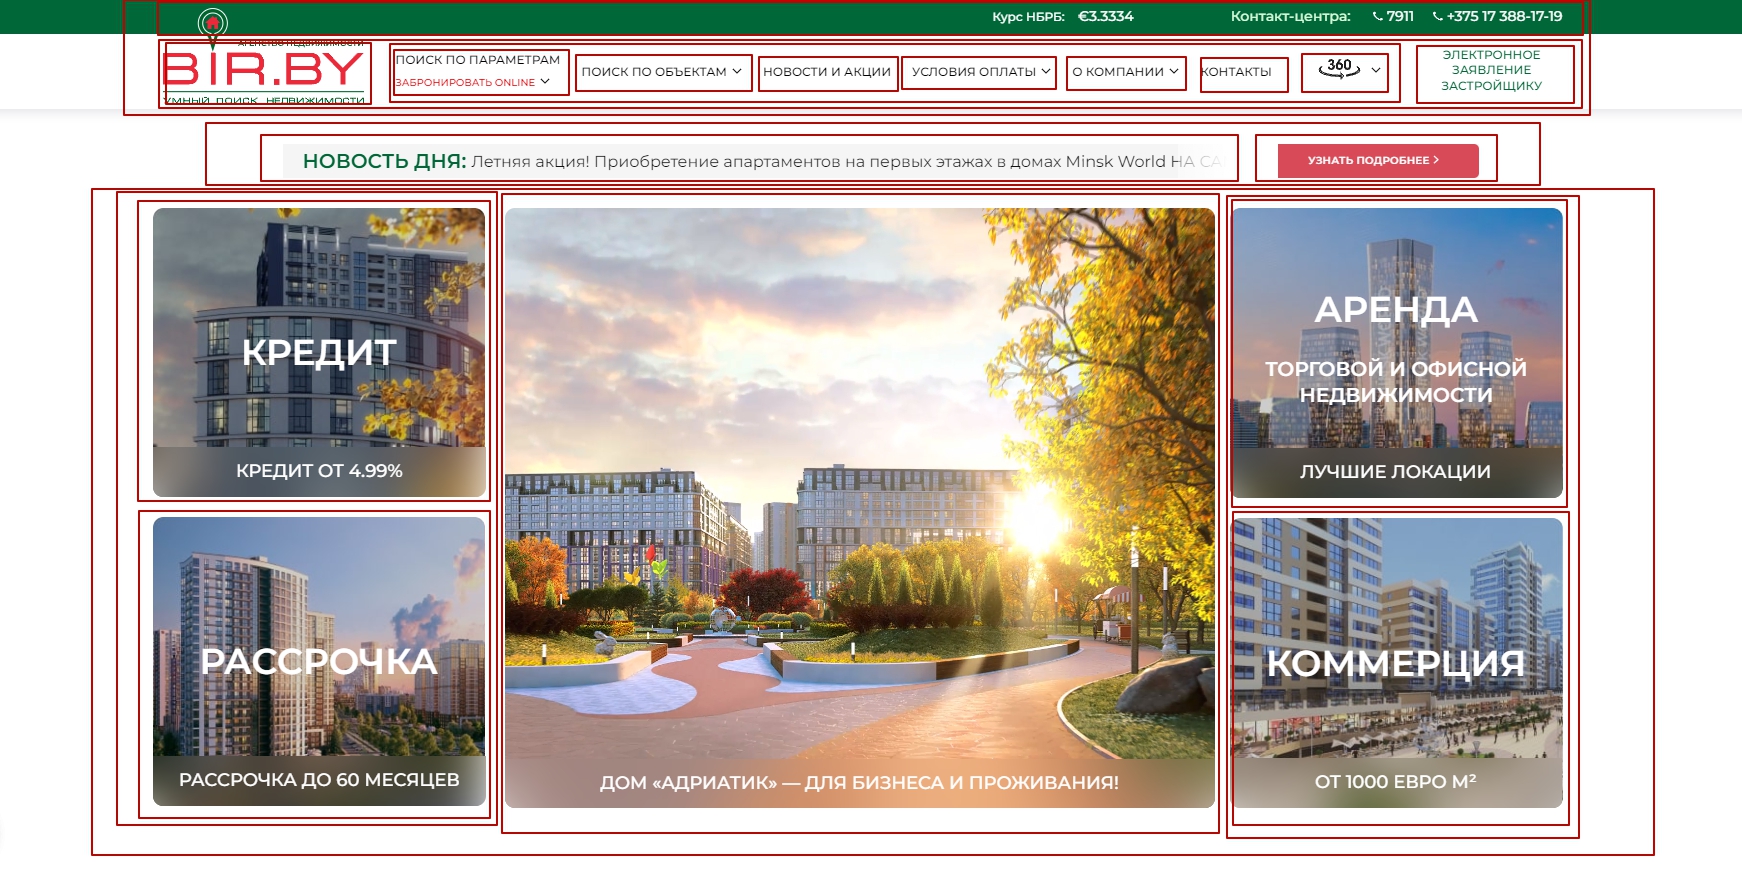 Курс НБРБ: €3.3334 Контакт-центра: 7911 +375 17 388-17-19
АГЕНСТВО НЕДВИЖИМОСТИ
BIR.BY
УМНЫЙ ПОИСК НЕДВИЖИМОСТИ
ПОИСК ПО ПАРАМЕТРАМ
ЗАБРОНИРОВАТЬ ONLINE
ПОИСК ПО ОБЪЕКТАМ
НОВОСТИ И АКЦИИ
УСЛОВИЯ ОПЛАТЫ
О КОМПАНИИ
КОНТАКТЫ
360
ЭЛЕКТРОННОЕ
ЗАЯВЛЕНИЕ
ЗАСТРОЙЩИКУ
НОВОСТЬ ДНЯ: Летняя акция! Приобретение апартаментов на первых этажах в домах Minsk World НА
УЗНАТЬ ПОДРОБНЕЕ
КРЕДИТ
КРЕДИТ ОТ 4.99%
РАССРОЧКА
РАССРОЧКА ДО 60 МЕСЯЦЕВ
ДОМ «АДРИАТИК» — ДЛЯ БИЗНЕСА И ПРОЖИВАНИЯ!
АРЕНДА
ТОРГОВОЙ И ОФИСНОЙ
НЕДВИЖИМОСТИ
ЛУЧШИЕ ЛОКАЦИИ
КОММЕРЦИЯ
ОТ 1000 ЕВРО М²